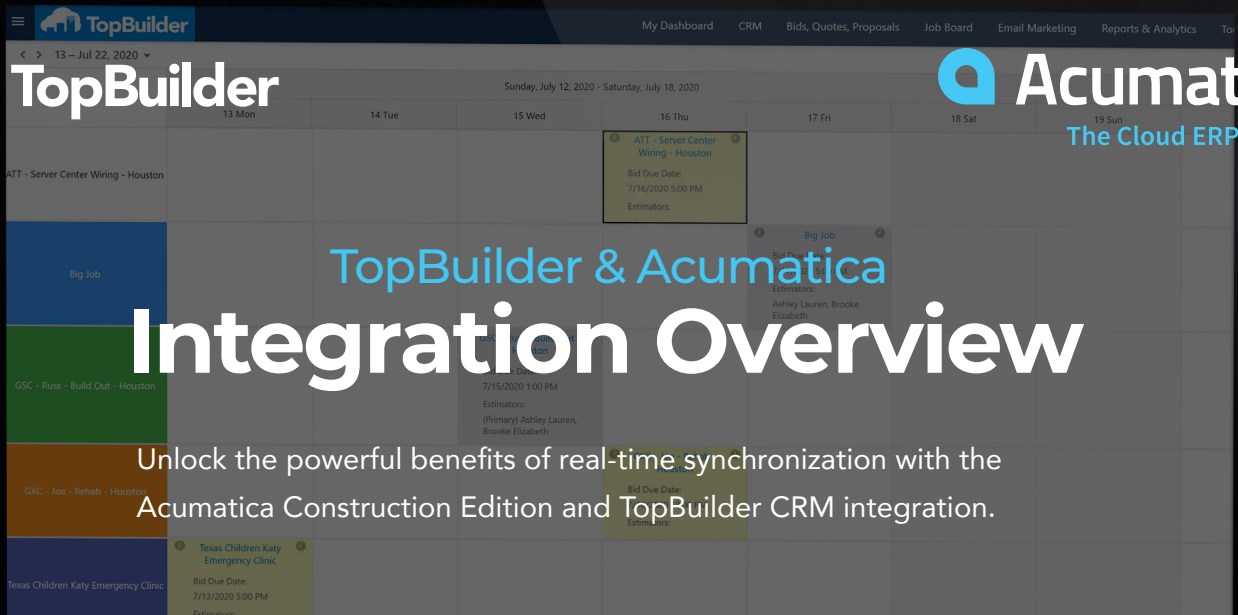 TopBuilder
My Dashboard CRM Bids, Quotes, Proposals Job Board Email Marketing Reports & Analytics
13 – Jul 22, 2020
TopBuilder
Acumat
The Cloud ERP
Sunday, July 12, 2020 - Saturday, July 18, 2020
13 Mon 14 Tue 15 Wed 16 Thu 17 Fri 18 Sat 19 Sun
ATT - Server Center Wiring - Houston
ATT - Server Center
Wiring - Houston
Bid Due Date:
7/16/2020 5:00 PM
Estimators:
Big Job
Big Job
Estimators:
Ashley Lauren, Brooke
Elizabeth
TopBuilder & Acumatica
Integration Overview
GSC - Russ - Build Out - Houston
7/15/2020 1:00 PM
Estimators:
(Primary) Ashley Lauren,
Brooke Elizabeth
Unlock the powerful benefits of real-time synchronization with the
Acumatica Construction Edition and TopBuilder CRM integration.
GXC - Joe - Rehab - Houston
Houston
Bid Due Date:
Estimators:
Texas Children Katy Emergency Clinic
Texas Children Katy
Emergency Clinic
Bid Due Date:
7/13/2020 5:00 PM
Estimators: